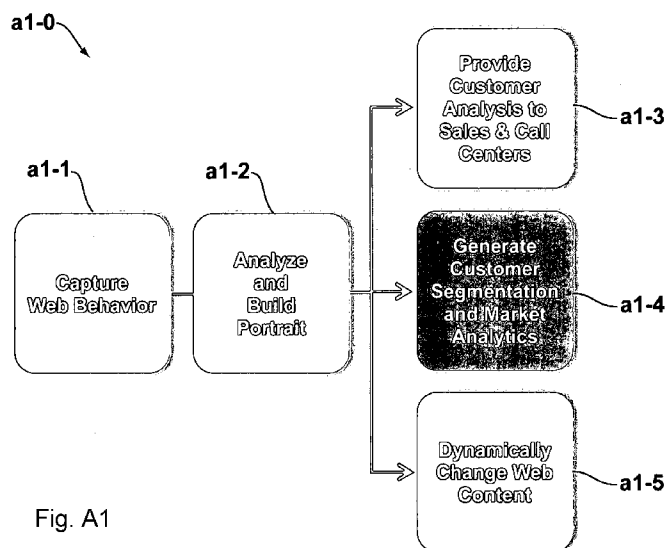 a1-0
Provide
Customer
Analysis to
Sales & Call
Centers
a1-3
a1-1
a1-2
Capture
Web Behavior
Analyze
and
Build
Portrait
Generate
Customer
Segmentation
and Market
Analytics
a1-4
Dynamically
Change Web
Content
a1-5
Fig. A1